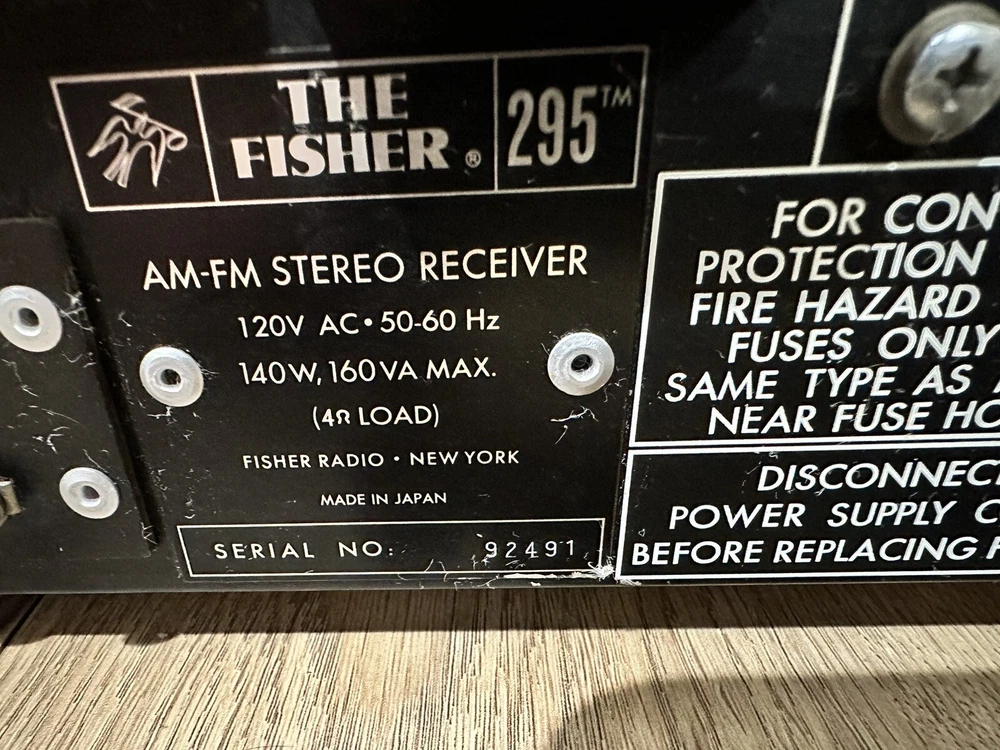 THE
FISHER ®
295™
AM-FM STEREO RECEIVER
120V AC • 50-60 Hz
140W, 160VA MAX.
(4Ω LOAD)
FISHER RADIO • NEW YORK
MADE IN JAPAN
SERIAL NO: 92491
FOR CON
PROTECTION
FIRE HAZARD
FUSES ONLY
SAME TYPE AS
NEAR FUSE HO
DISCONNEC
POWER SUPPLY C
BEFORE REPLACING F